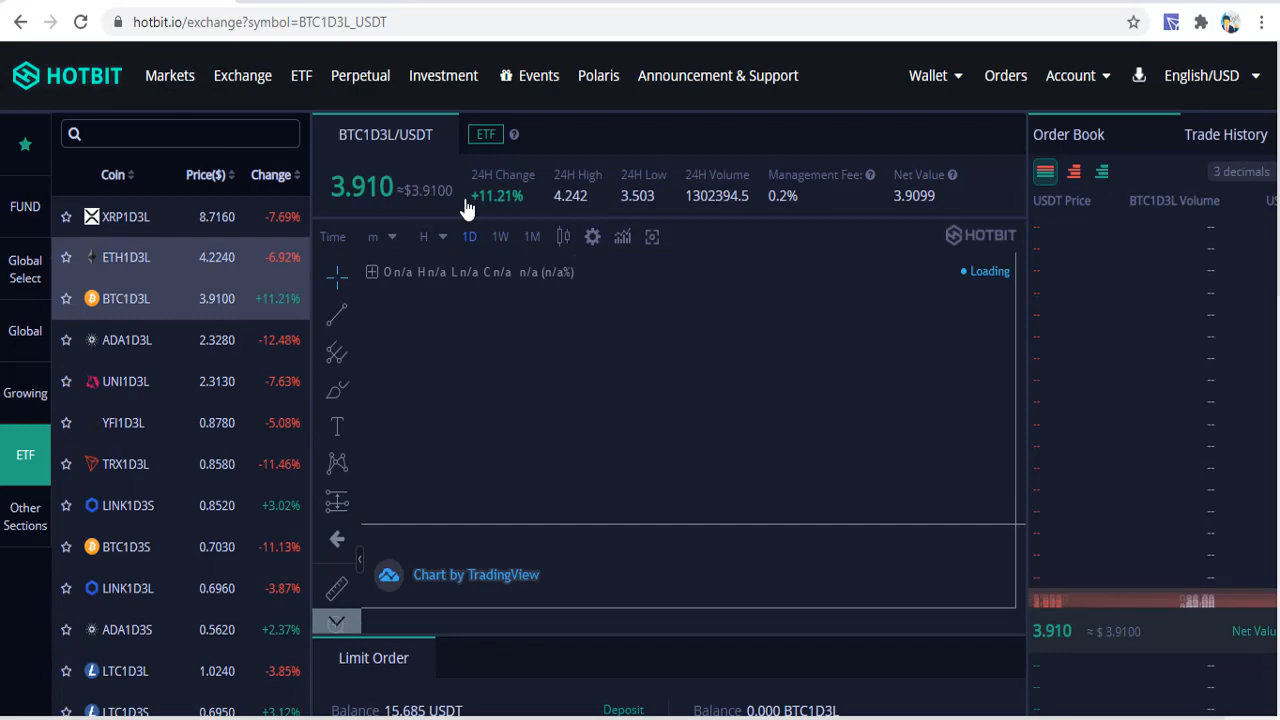 hotbit.io/exchange?symbol=BTC1D3L_USDT
HOTBIT Markets Exchange ETF Perpetual Investment Events Polaris Announcement & Support Wallet Orders Account English/USD
BTC1D3L/USDT ETF
Order Book Trade History
Coin Price($) Change
3.910 ≈$3.9100
24H Change 24H High 24H Low 24H Volume Management Fee: Net Value
+11.21% 4.242 3.503 1302394.5 0.2% 3.9099
3 decimals
USDT Price BTC1D3L Volume
FUND
Global Select
Global
Growing
ETF
Other Sections
XRP1D3L 8.7160 -7.69%
ETH1D3L 4.2240 -6.92%
BTC1D3L 3.9100 +11.21%
ADA1D3L 2.3280 -12.48%
UNI1D3L 2.3130 -7.63%
YFI1D3L 0.8780 -5.08%
TRX1D3L 0.8580 -11.46%
LINK1D3S 0.8520 +3.02%
BTC1D3S 0.7030 -11.13%
LINK1D3L 0.6960 -3.87%
ADA1D3S 0.5620 +2.37%
LTC1D3L 1.0240 -3.85%
LTC1D3S 0.6950 +3.12%
Time m H 1D 1W 1M HOTBIT
O n/a H n/a L n/a C n/a n/a (n/a%)
Loading
Chart by TradingView
3.910 ≈ $ 3.9100 Net Valu
Limit Order
Balance 15.685 USDT Deposit Balance 0.000 BTC1D3L